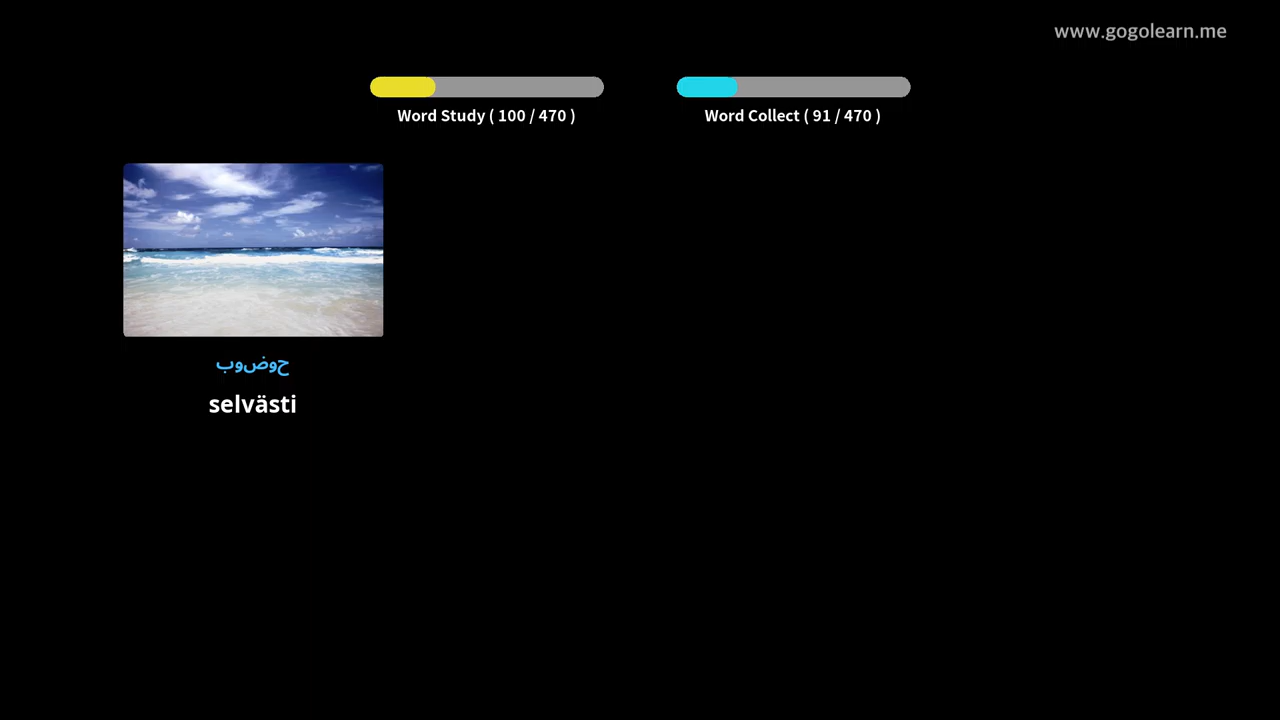 www.gogolearn.me
Word Study ( 100 / 470 )
Word Collect ( 91 / 470 )
حوضوب
selvästi